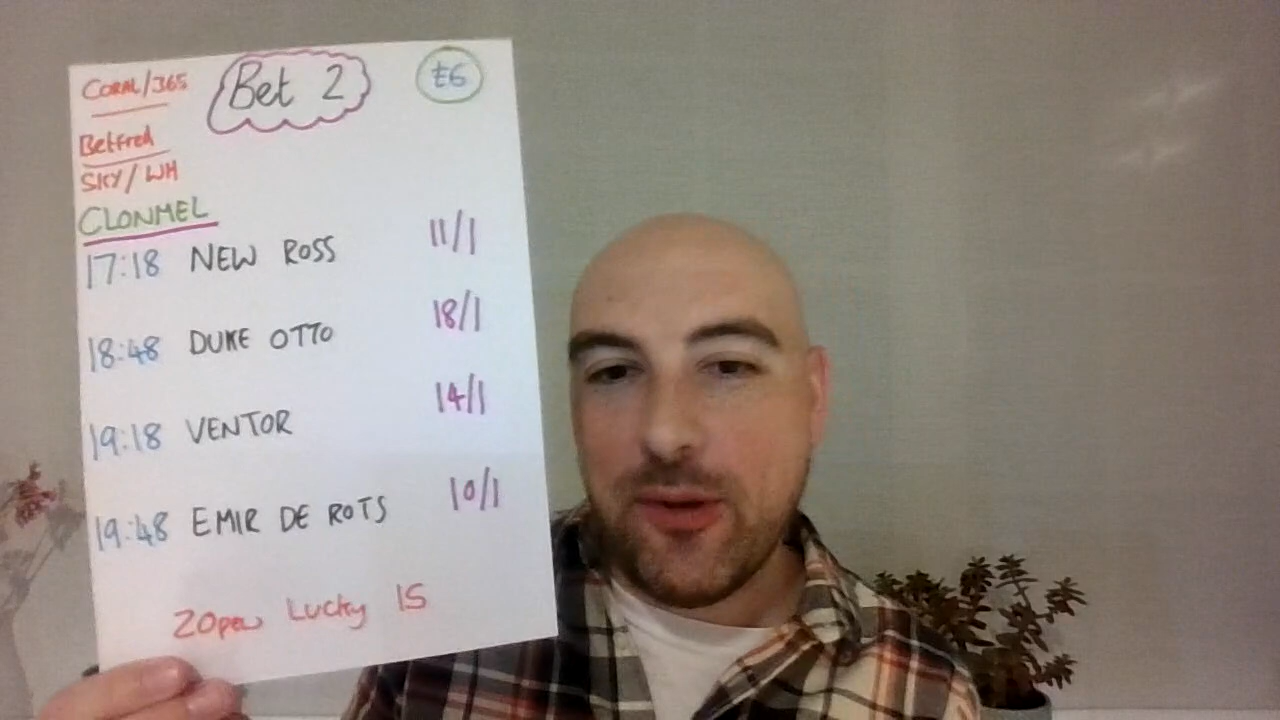 CORAL/365
Bet 2
£6
Betfred
SKY/WH
CLONMEL
17:18 NEW ROSS 11/1
18:48 DUKE OTTO 18/1
19:18 VENTOR 14/1
19:48 EMIR DE ROTS 10/1
20pew Lucky 15